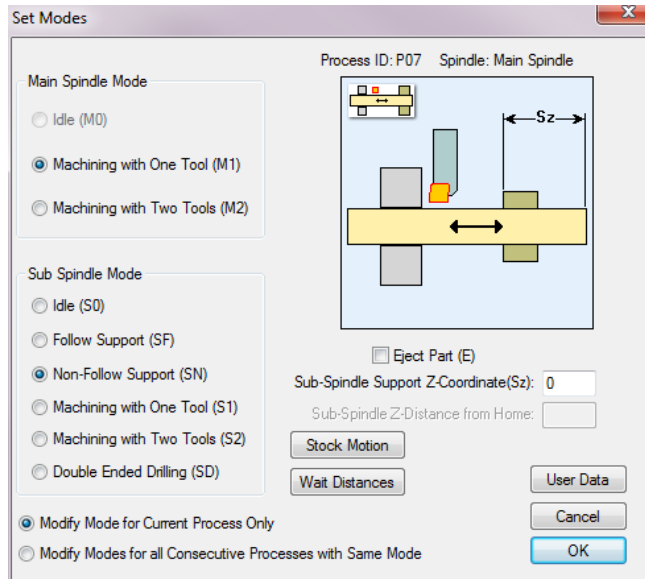 Set Modes
Process ID: P07 Spindle: Main Spindle
Main Spindle Mode
Idle (M0)
Machining with One Tool (M1)
Machining with Two Tools (M2)
Sz
Sub Spindle Mode
Idle (S0)
Follow Support (SF)
Non-Follow Support (SN)
Machining with One Tool (S1)
Machining with Two Tools (S2)
Double Ended Drilling (SD)
Eject Part (E)
Sub-Spindle Support Z-Coordinate(Sz): 0
Sub-Spindle Z-Distance from Home:
Stock Motion
Wait Distances
User Data
Cancel
OK
Modify Mode for Current Process Only
Modify Modes for all Consecutive Processes with Same Mode